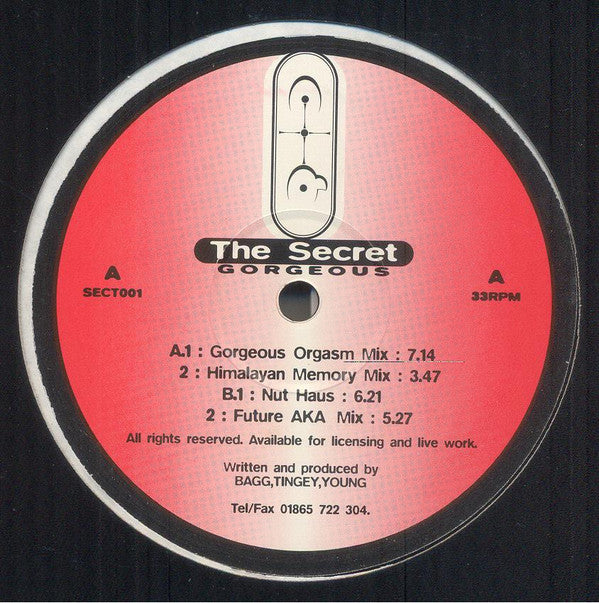 The Secret
GORGEOUS
A
SECT001
A
33RPM
A.1 : Gorgeous Orgasm Mix : 7.14
2 : Himalayan Memory Mix : 3.47
B.1 : Nut Haus : 6.21
2 : Future AKA Mix : 5.27
All rights reserved. Available for licensing and live work.
Written and produced by
BAGG,TINGEY,YOUNG
Tel/Fax 01865 722 304.